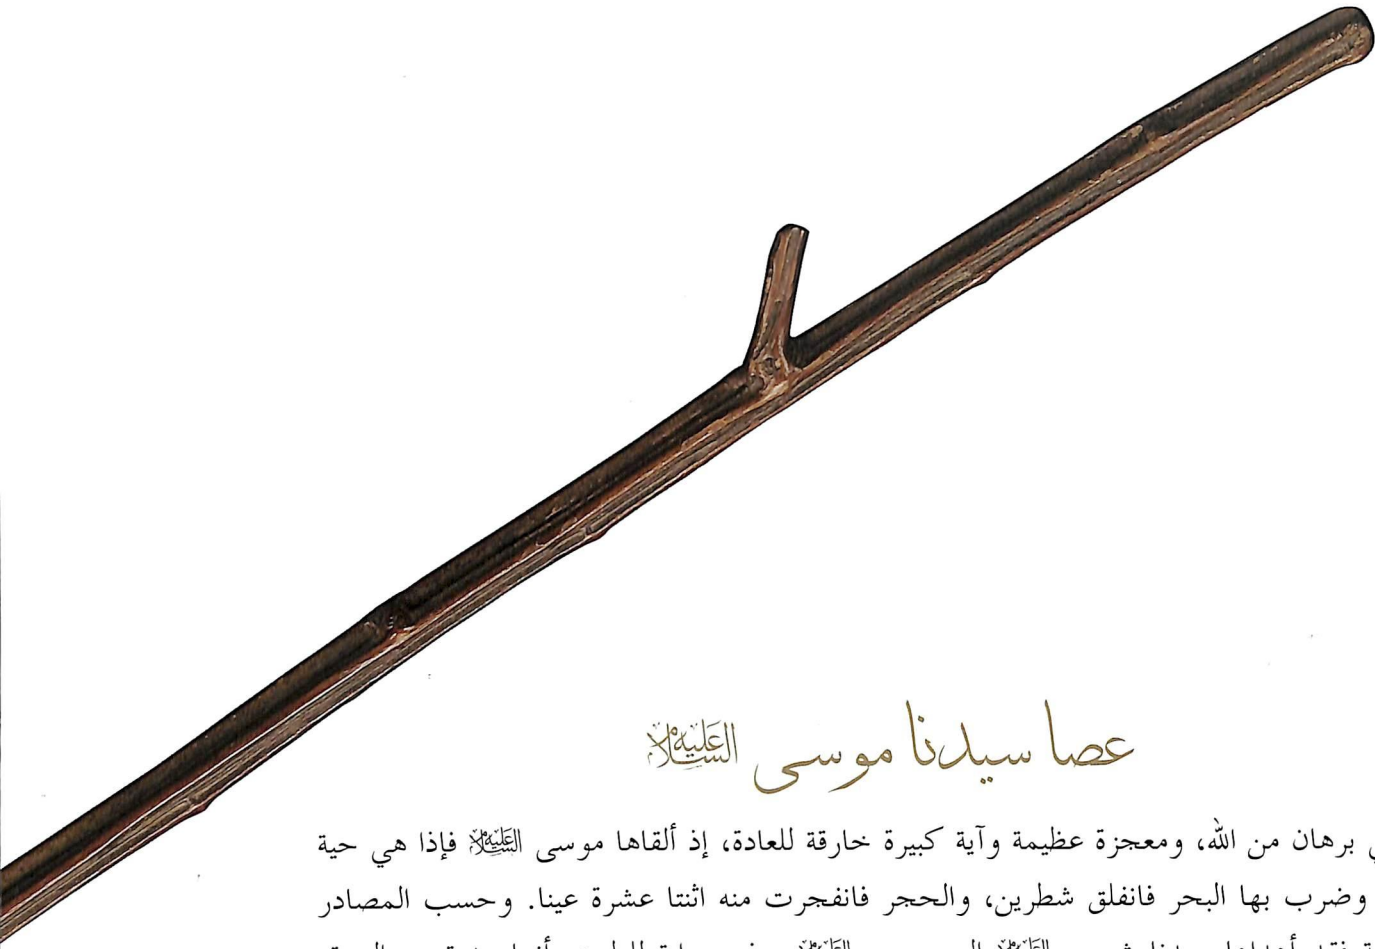 عصا سيدنا موسى عليه السلام
برهان من الله، ومعجزة عظيمة وآية كبيرة خارقة للعادة، إذ ألقاها موسى عليه السلام فإذا هي حية
وضرب بها البحر فانفلق شطرين، والحجر فانفجرت منه اثنتا عشرة عينا. وحسب المصادر